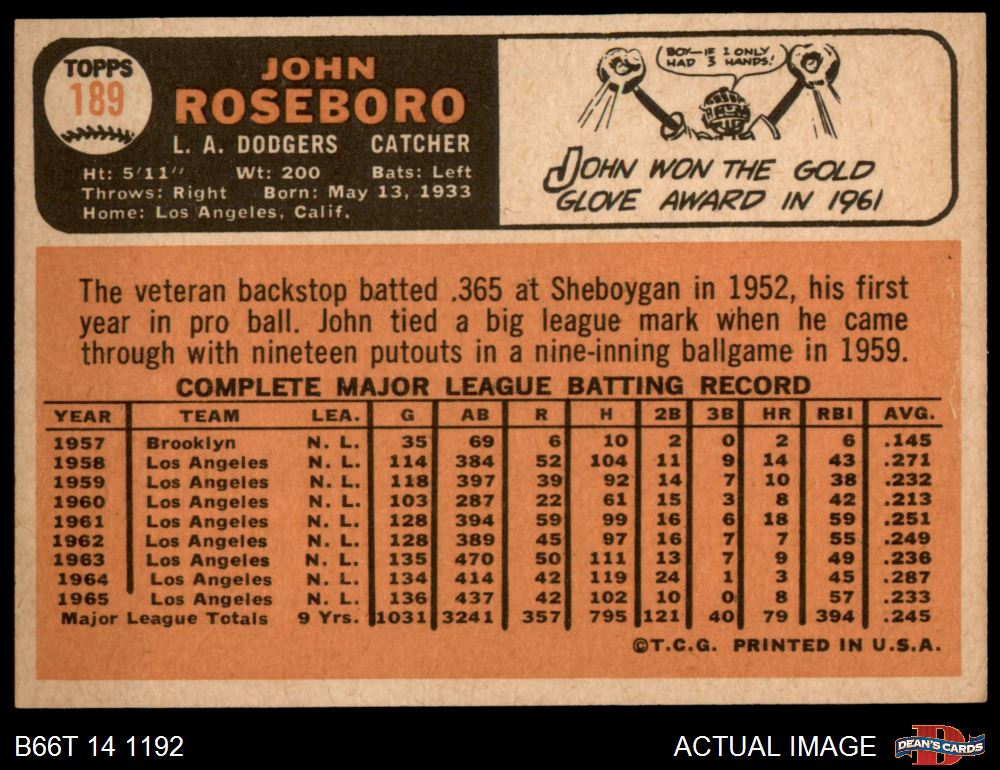 TOPPS
189
JOHN
ROSEBORO
L. A. DODGERS CATCHER
Ht: 5'11" Wt: 200 Bats: Left
Throws: Right Born: May 13, 1933
Home: Los Angeles, Calif.
BOY—IF I ONLY
HAD 3 HANDS!
JOHN WON THE GOLD
GLOVE AWARD IN 1961
The veteran backstop batted .365 at Sheboygan in 1952, his first
year in pro ball. John tied a big league mark when he came
through with nineteen putouts in a nine-inning ballgame in 1959.
COMPLETE MAJOR LEAGUE BATTING RECORD
YEAR TEAM LEA. G AB R H 2B 3B HR RBI AVG.
1957 Brooklyn N. L. 35 69 6 10 2 0 2 6 .145
1958 Los Angeles N. L. 114 384 52 104 11 9 14 43 .271
1959 Los Angeles N. L. 118 397 39 92 14 7 10 38 .232
1960 Los Angeles N. L. 103 287 22 61 15 3 8 42 .213
1961 Los Angeles N. L. 128 394 59 99 16 6 18 59 .251
1962 Los Angeles N. L. 128 389 45 97 16 7 7 55 .249
1963 Los Angeles N. L. 135 470 50 111 13 7 9 49 .236
1964 Los Angeles N. L. 134 414 42 119 24 1 3 45 .287
1965 Los Angeles N. L. 136 437 42 102 10 0 8 57 .233
Major League Totals 9 Yrs. 1031 3241 357 795 121 40 79 394 .245
©T.C.G. PRINTED IN U.S.A.
B66T 14 1192
ACTUAL IMAGE
DEAN'S CARDS